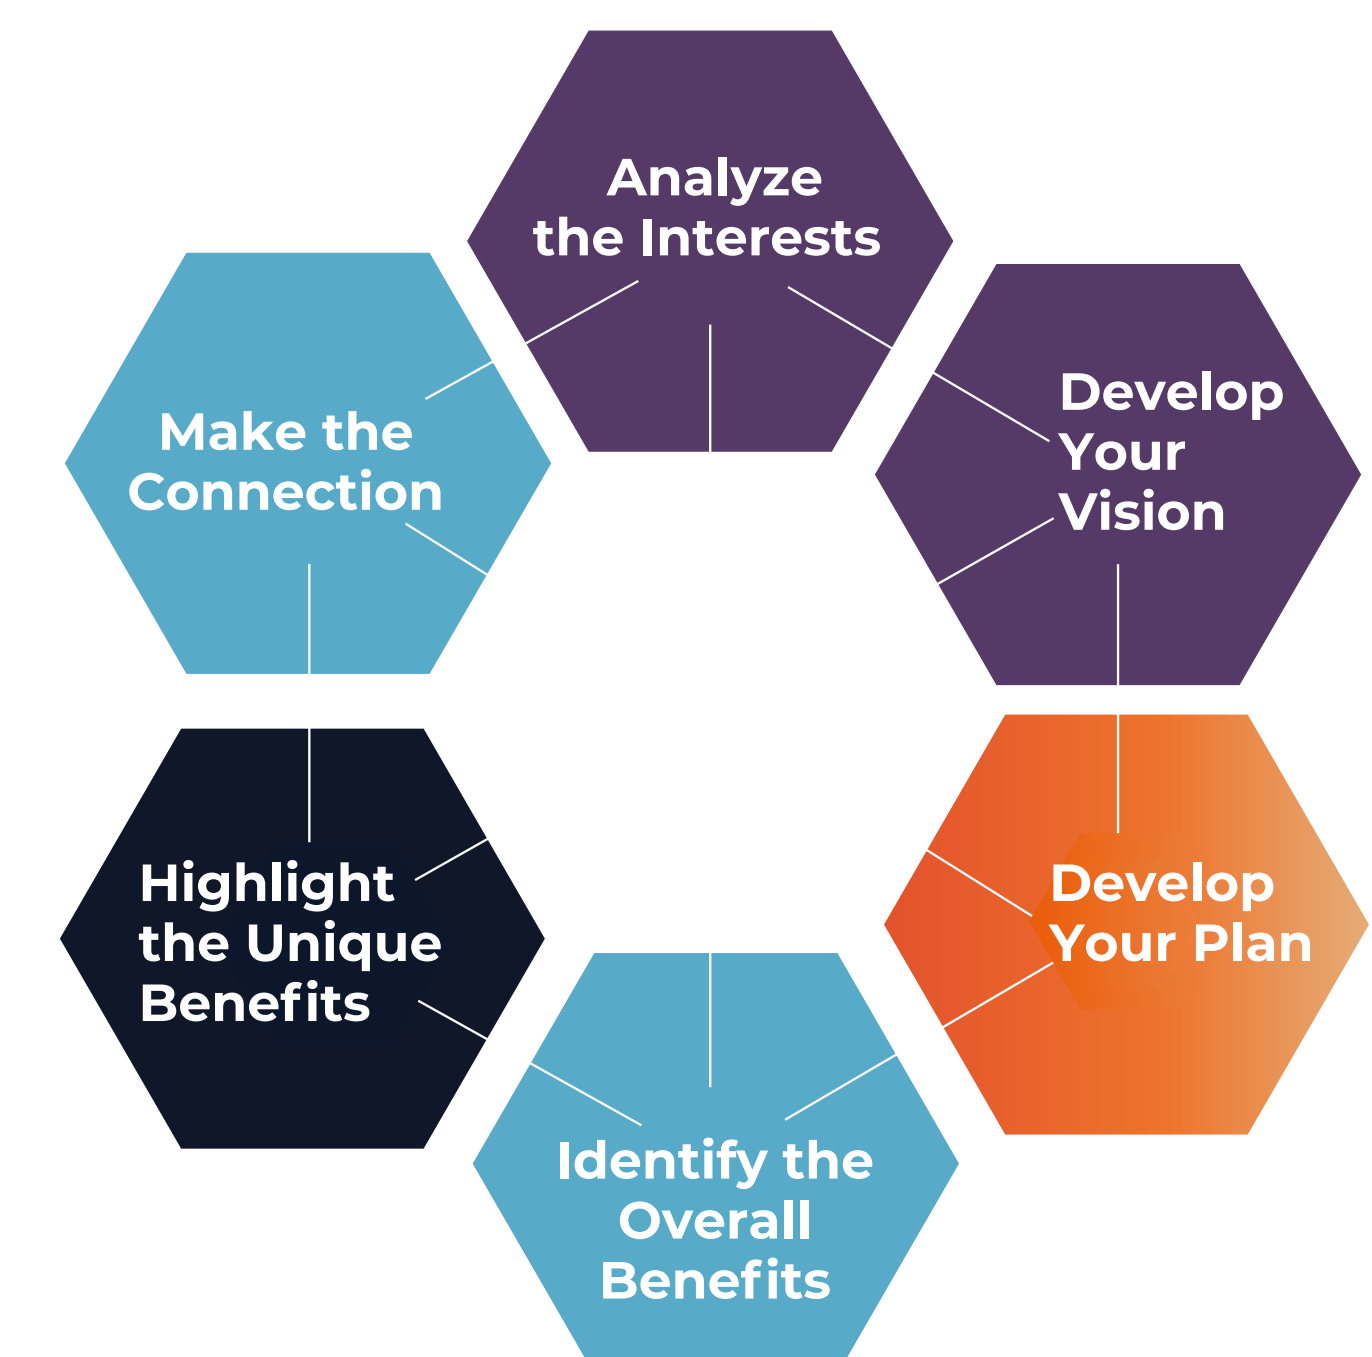 Analyze
the Interests
Develop
Your
Vision
Develop
Your Plan
Identify the
Overall
Benefits
Highlight
the Unique
Benefits
Make the
Connection